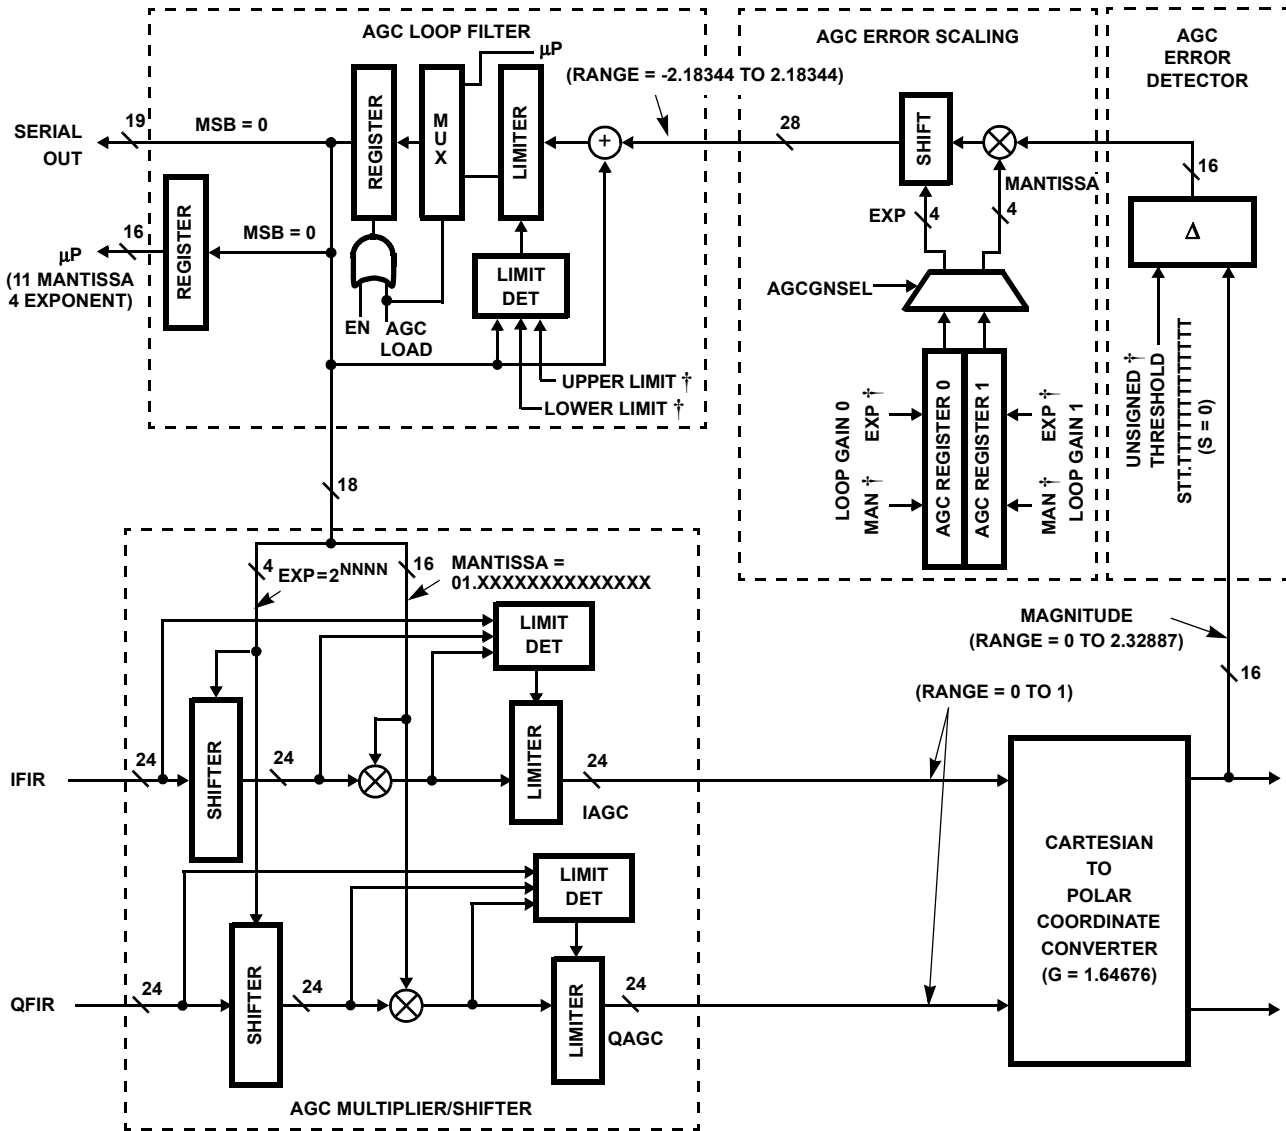 AGC LOOP FILTER
μP
(RANGE = -2.18344 TO 2.18344)
AGC ERROR SCALING
AGC
ERROR
DETECTOR
SERIAL
OUT
19
MSB = 0
REGISTER
MUX
LIMITER
+
28
SHIFT
MANTISSA
16
μP
(11 MANTISSA
4 EXPONENT)
16
REGISTER
MSB = 0
EXP
4
4
Δ
LIMIT
DET
AGCGNSEL
EN
AGC
LOAD
UPPER LIMIT †
LOWER LIMIT †
LOOP GAIN 0
EXP †
MAN †
AGC REGISTER 0
AGC REGISTER 1
EXP †
MAN †
LOOP GAIN 1
UNSIGNED †
THRESHOLD
STT.TTTTTTTTTTTTT
(S = 0)
18
4
EXP=2^NNNN
16
MANTISSA =
01.XXXXXXXXXXXXXX
LIMIT
DET
MAGNITUDE
(RANGE = 0 TO 2.32887)
16
(RANGE = 0 TO 1)
IFIR
24
SHIFTER
24
LIMITER
24
IAGC
LIMIT
DET
CARTESIAN
TO
POLAR
COORDINATE
CONVERTER
(G = 1.64676)
QFIR
24
SHIFTER
24
LIMITER
24
QAGC
AGC MULTIPLIER/SHIFTER